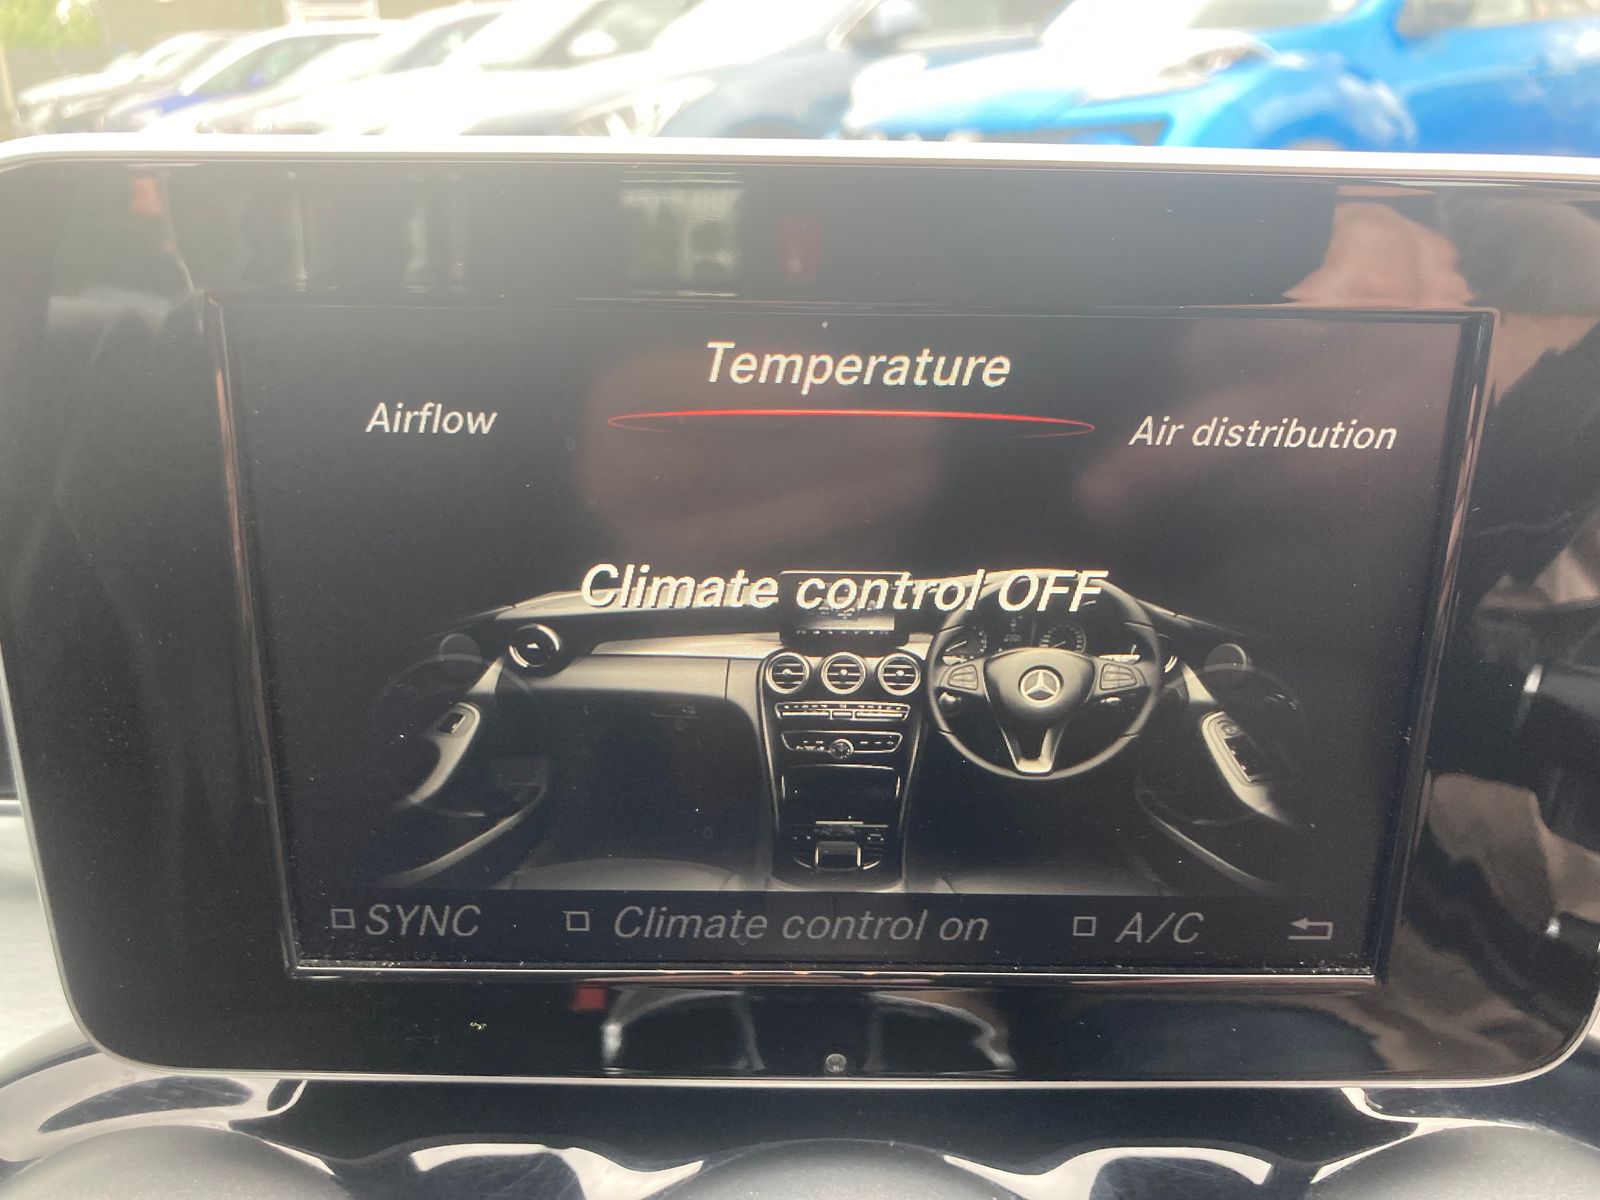 Temperature
Airflow
Air distribution
Climate control OFF
SYNC
Climate control on
A/C